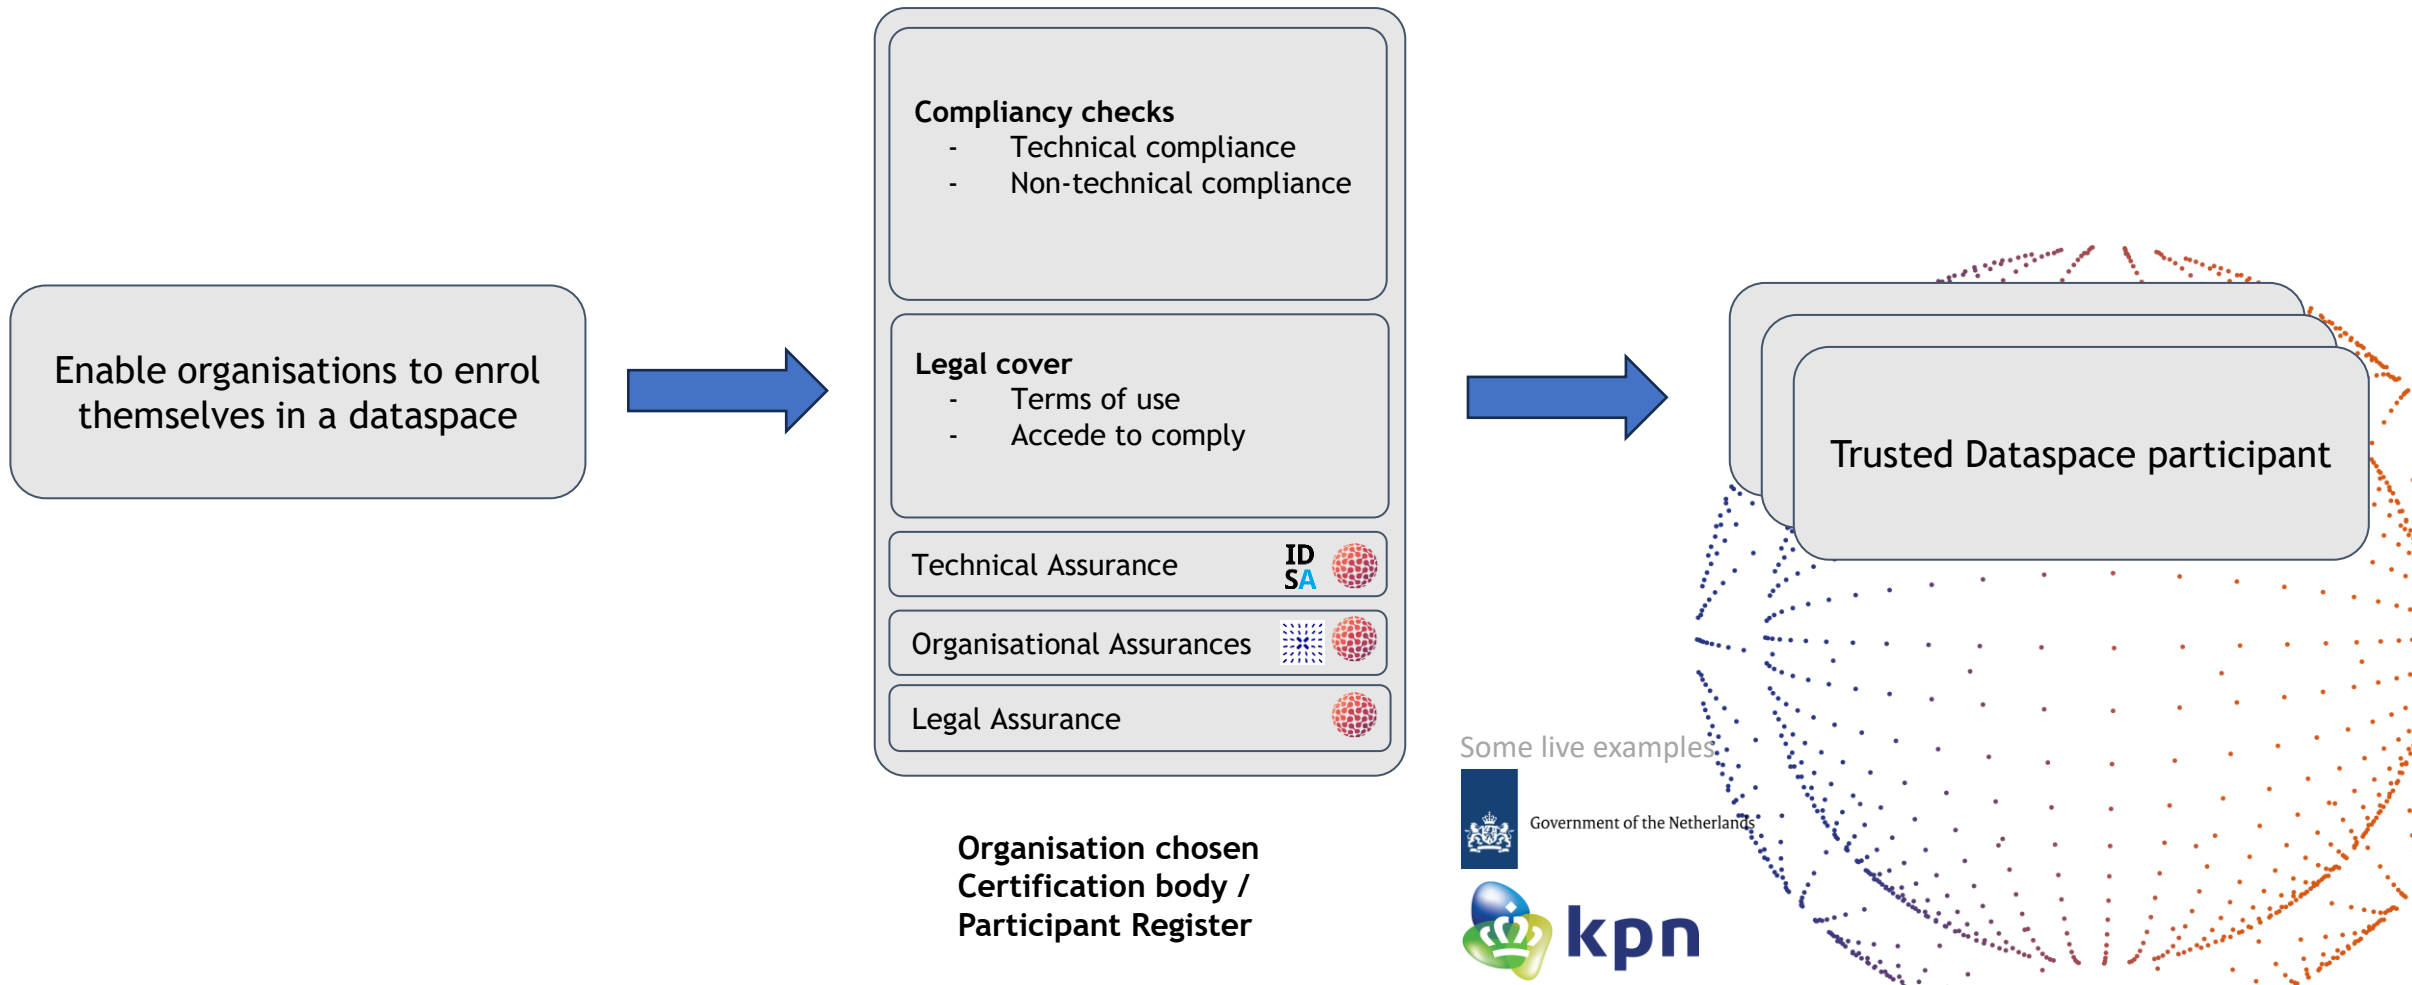 Enable organisations to enrol
themselves in a dataspace
Compliancy checks
- Technical compliance
- Non-technical compliance
Legal cover
- Terms of use
- Accede to comply
Technical Assurance
ID
SA
Organisational Assurances
Legal Assurance
Organisation chosen
Certification body /
Participant Register
Trusted Dataspace participant
Some live examples
Government of the Netherlands
kpn